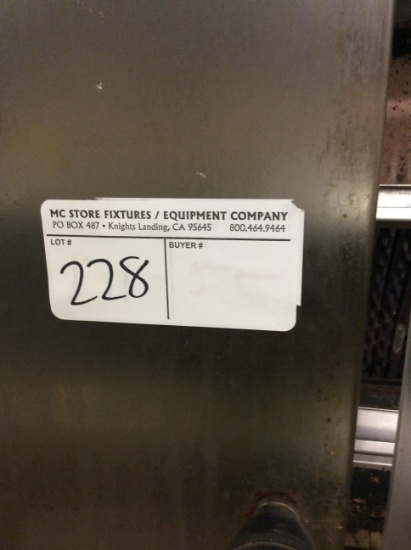 MC STORE FIXTURES / EQUIPMENT COMPANY
PO BOX 487 • Knights Landing, CA 95645 800.464.9464
LOT # BUYER #
228